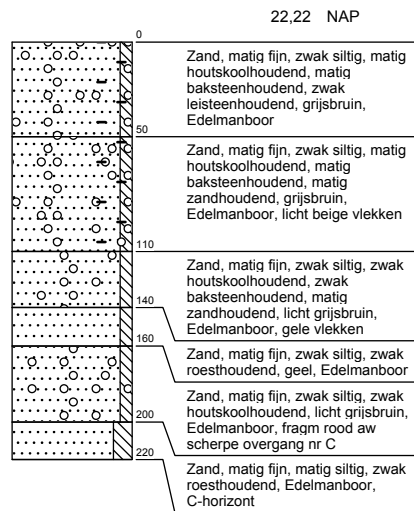 22,22 NAP
0
Zand, matig fijn, zwak siltig, matig
houtskoolhoudend, matig
baksteenhoudend, zwak
leisteenhoudend, grijsbruin,
Edelmanboor
50
Zand, matig fijn, zwak siltig, matig
houtskoolhoudend, matig
baksteenhoudend, matig
zandhoudend, grijsbruin,
Edelmanboor, licht beige vlekken
110
Zand, matig fijn, zwak siltig, zwak
houtskoolhoudend, zwak
baksteenhoudend, matig
zandhoudend, licht grijsbruin,
Edelmanboor, gele vlekken
140
Zand, matig fijn, zwak siltig, zwak
roesthoudend, geel, Edelmanboor
160
Zand, matig fijn, zwak siltig, zwak
houtskoolhoudend, licht grijsbruin,
Edelmanboor, fragm rood aw
scherpe overgang nr C
200
Zand, matig fijn, matig siltig, zwak
roesthoudend, Edelmanboor,
C-horizont
220